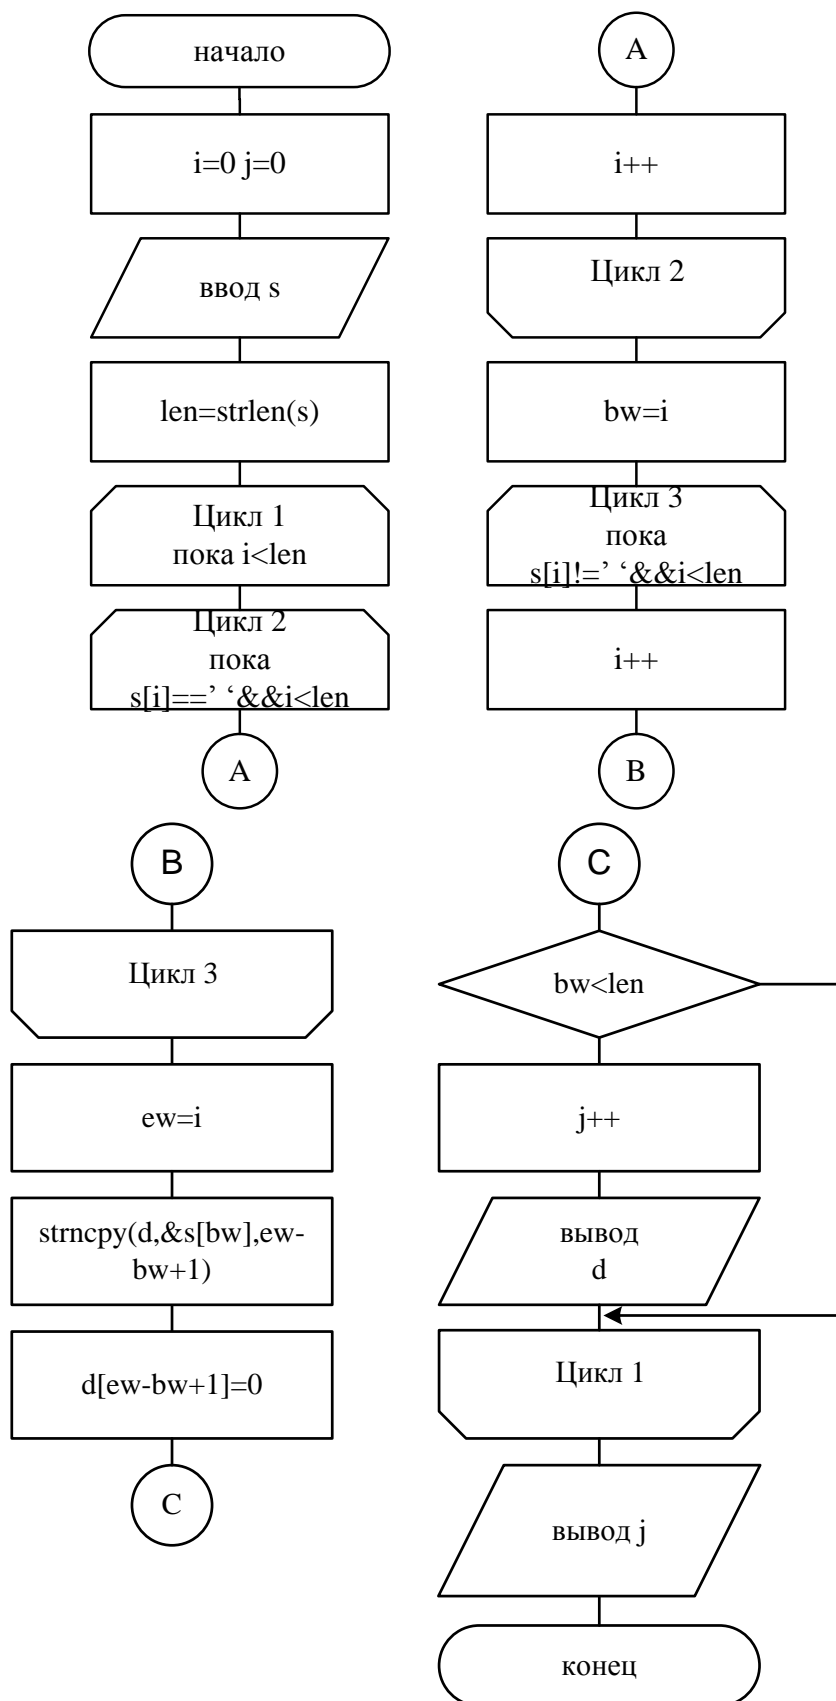 начало
i=0 j=0
ввод s
len=strlen(s)
Цикл 1
пока i<len
Цикл 2
пока
s[i]==’ ‘&&i<len
A
A
i++
Цикл 2
bw=i
Цикл 3
пока
s[i]!=’ ‘&&i<len
i++
B
B
Цикл 3
ew=i
strncpy(d,&s[bw],ew-
bw+1)
d[ew-bw+1]=0
C
C
bw<len
j++
вывод
d
Цикл 1
вывод j
конец